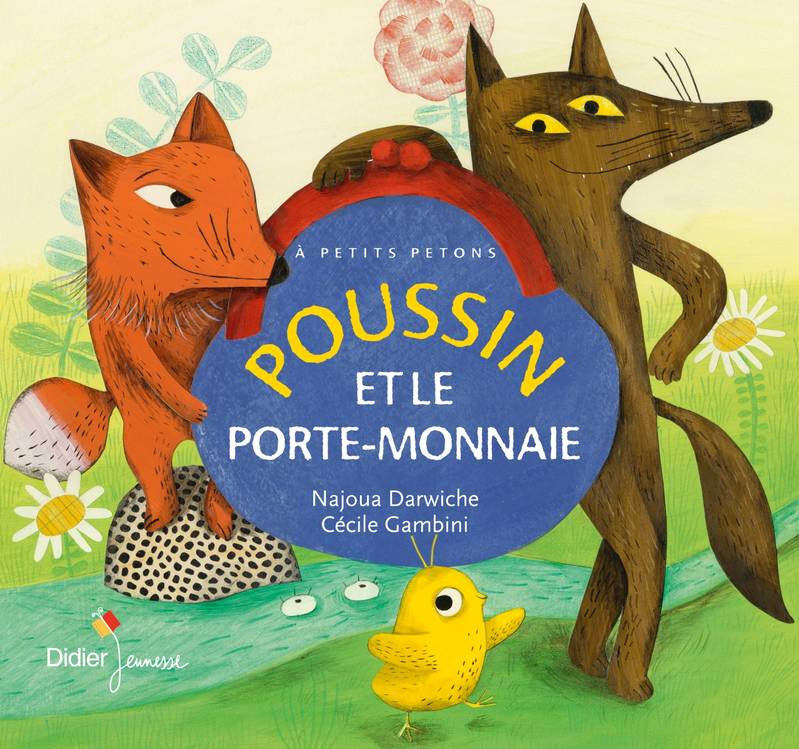 À PETITS PETONS
POUSSIN
ET LE
PORTE-MONNAIE
Najoua Darwiche
Cécile Gambini
Didier Jeunesse